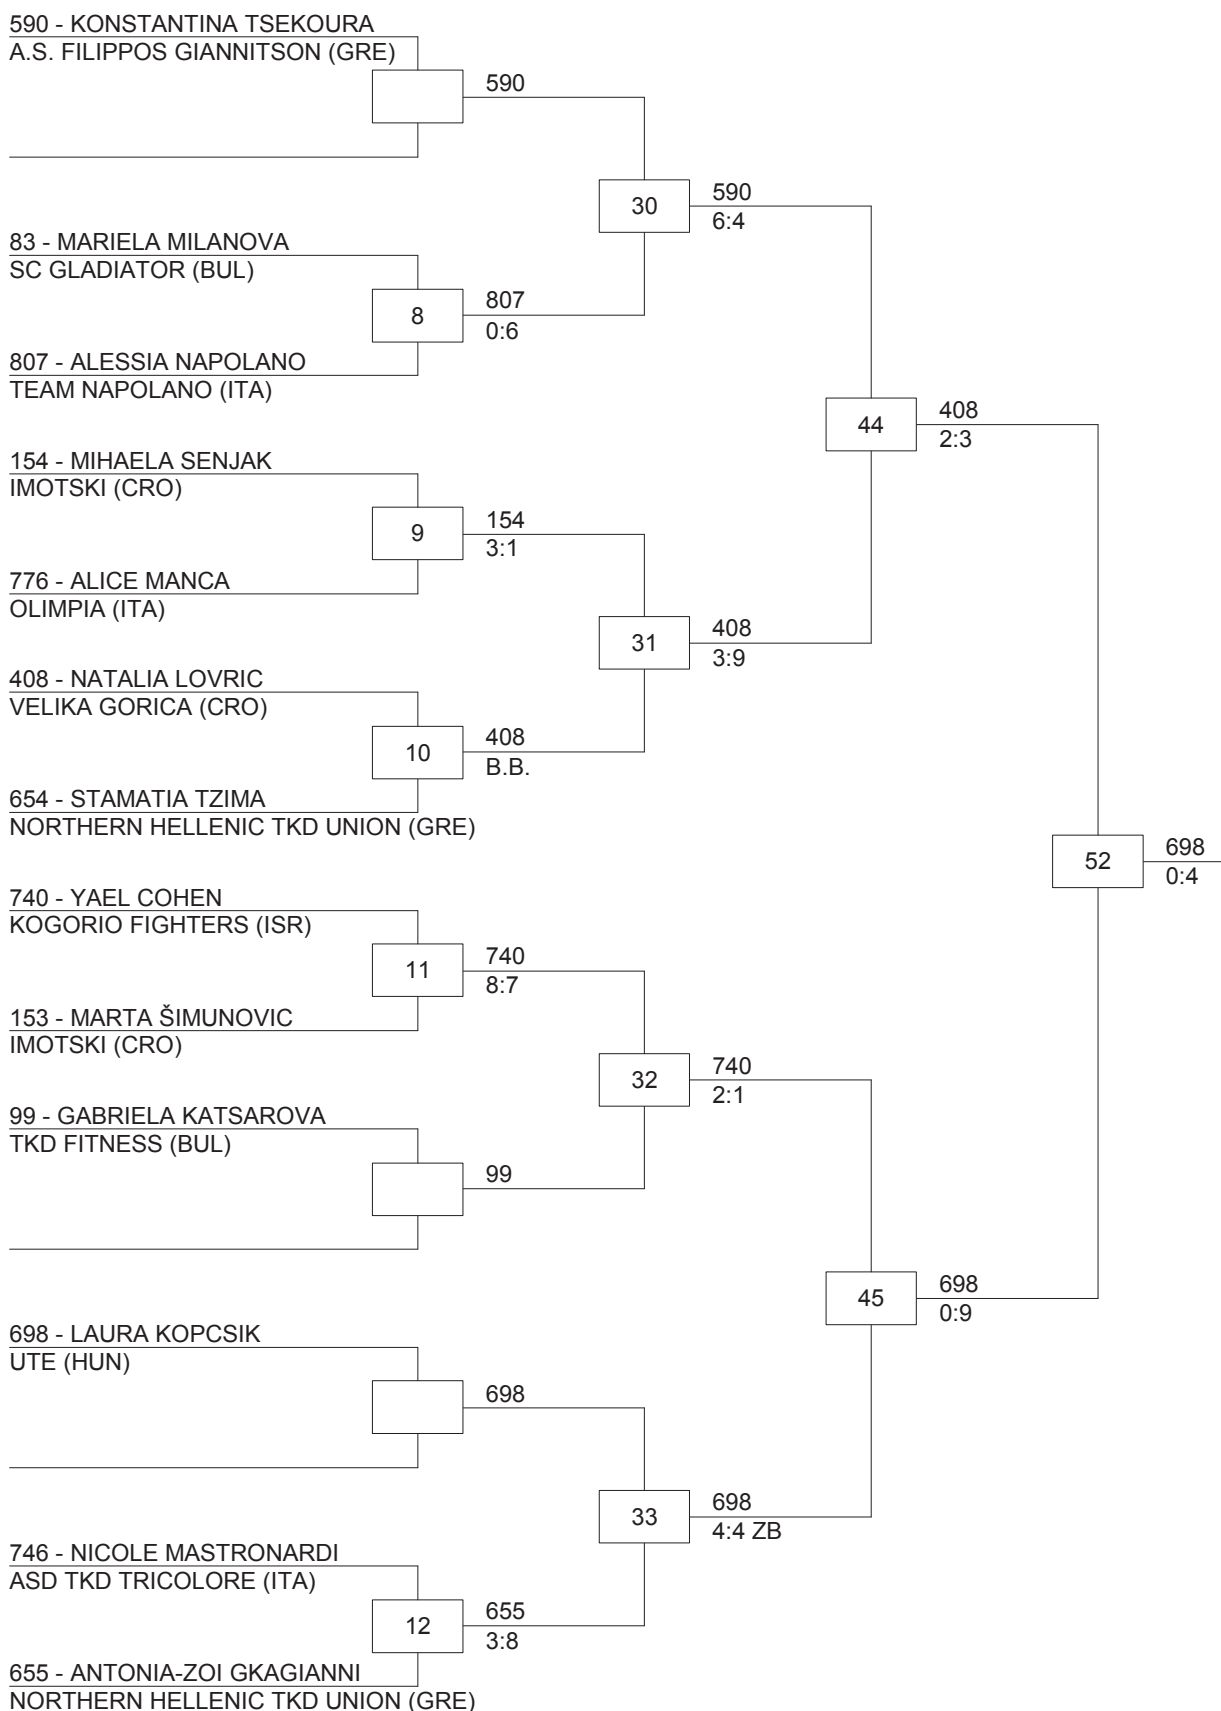 590 - KONSTANTINA TSEKOURA
A.S. FILIPPOS GIANNITSON (GRE)
590
30
590
6:4
83 - MARIELA MILANOVA
SC GLADIATOR (BUL)
8
807
0:6
807 - ALESSIA NAPOLANO
TEAM NAPOLANO (ITA)
44
408
2:3
154 - MIHAELA SENJAK
IMOTSKI (CRO)
9
154
3:1
776 - ALICE MANCA
OLIMPIA (ITA)
31
408
3:9
408 - NATALIA LOVRIC
VELIKA GORICA (CRO)
10
408
B.B.
654 - STAMATIA TZIMA
NORTHERN HELLENIC TKD UNION (GRE)
52
698
0:4
740 - YAEL COHEN
KOGORIO FIGHTERS (ISR)
11
740
8:7
153 - MARTA ŠIMUNOVIC
IMOTSKI (CRO)
32
740
2:1
99 - GABRIELA KATSAROVA
TKD FITNESS (BUL)
99
45
698
0:9
698 - LAURA KOPCSIK
UTE (HUN)
698
33
698
4:4 ZB
746 - NICOLE MASTRONARDI
ASD TKD TRICOLORE (ITA)
12
655
3:8
655 - ANTONIA-ZOI GKAGIANNI
NORTHERN HELLENIC TKD UNION (GRE)